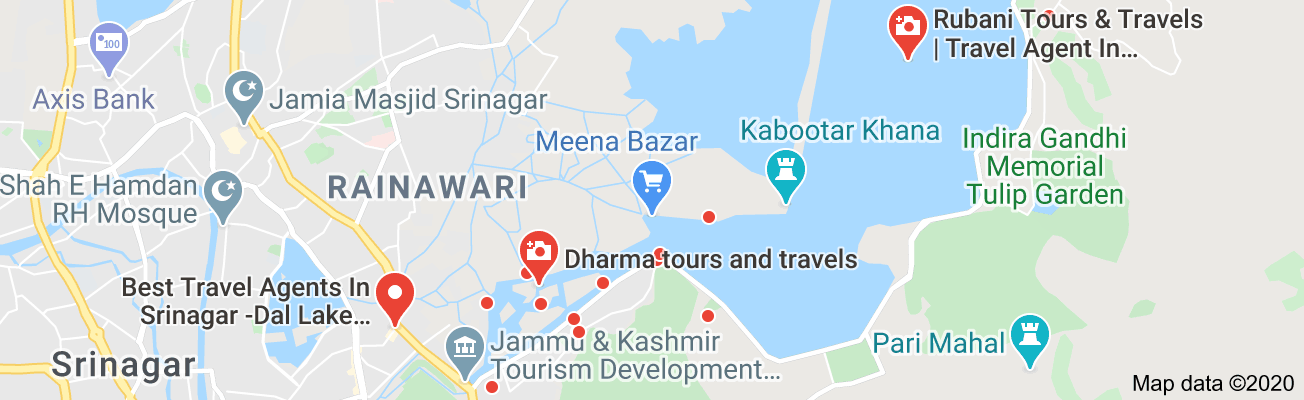 Rubani Tours & Travels
| Travel Agent In...
100
Axis Bank
Jamia Masjid Srinagar
Meena Bazar
Kabootar Khana
Indira Gandhi
Memorial
Tulip Garden
Shah E Hamdan
RH Mosque
RAINAWARI
Dharma tours and travels
Best Travel Agents In
Srinagar -Dal Lake...
Jammu & Kashmir
Tourism Development...
Pari Mahal
Srinagar
Map data ©2020